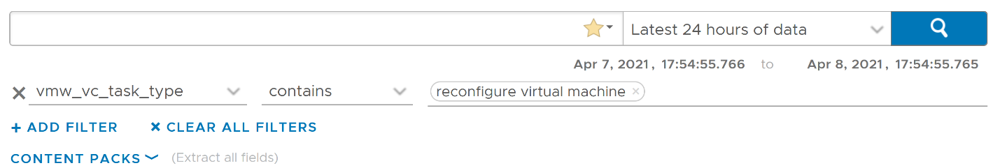 Latest 24 hours of data
Apr 7, 2021, 17:54:55.766 to Apr 8, 2021, 17:54:55.765
vmw_vc_task_type contains reconfigure virtual machine ×
+ ADD FILTER × CLEAR ALL FILTERS
CONTENT PACKS (Extract all fields)